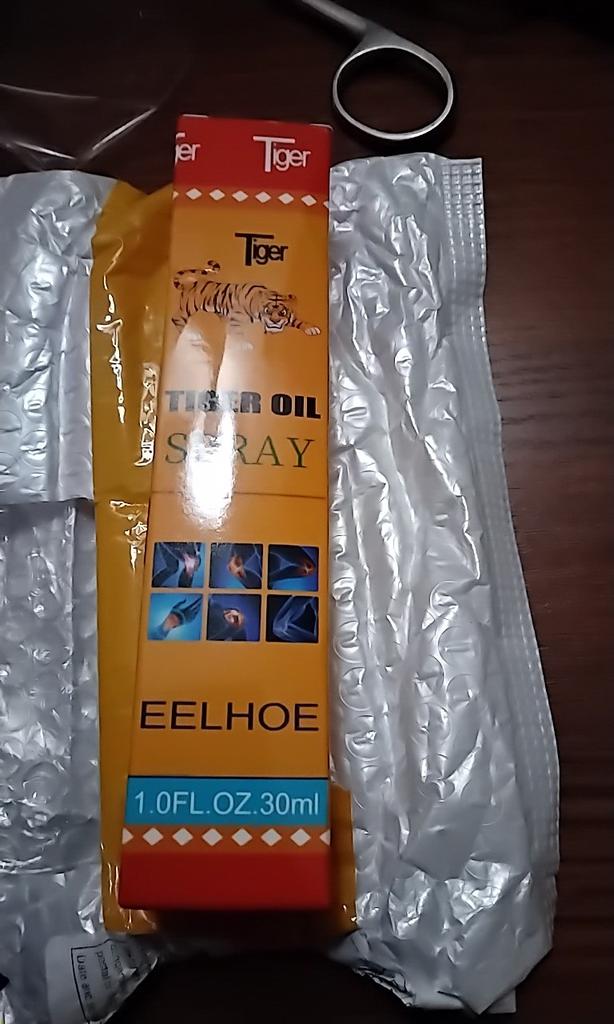 Tiger
Tiger
TIGER OIL
SPRAY
EELHOE
1.0FL.OZ.30ml